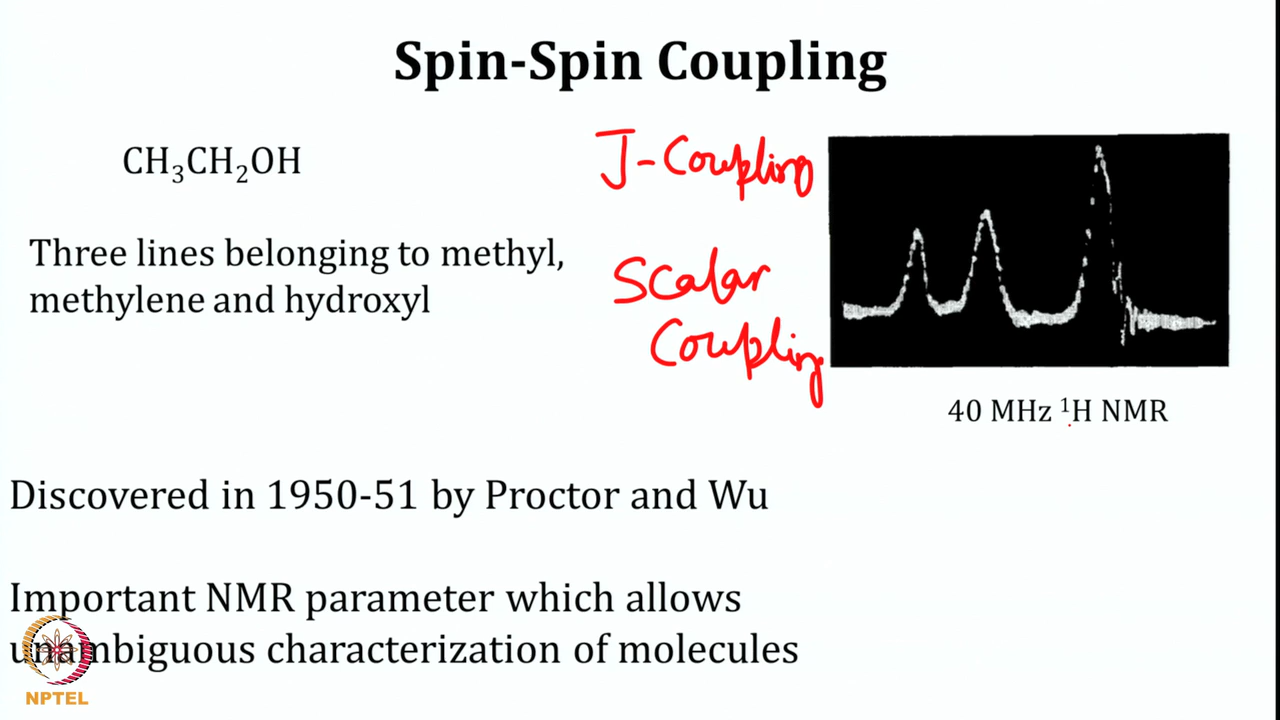 Spin-Spin Coupling
CH₃CH₂OH
J-Coupling
Three lines belonging to methyl,
methylene and hydroxyl
Scalar
Coupling
40 MHz ¹H NMR
Discovered in 1950-51 by Proctor and Wu
Important NMR parameter which allows
unambiguous characterization of molecules
NPTEL